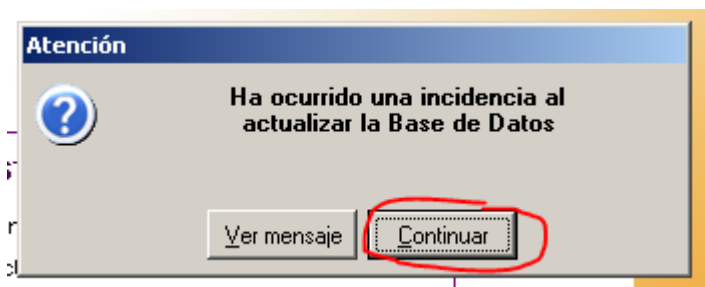 Atención
Ha ocurrido una incidencia al
actualizar la Base de Datos
Ver mensaje
Continuar